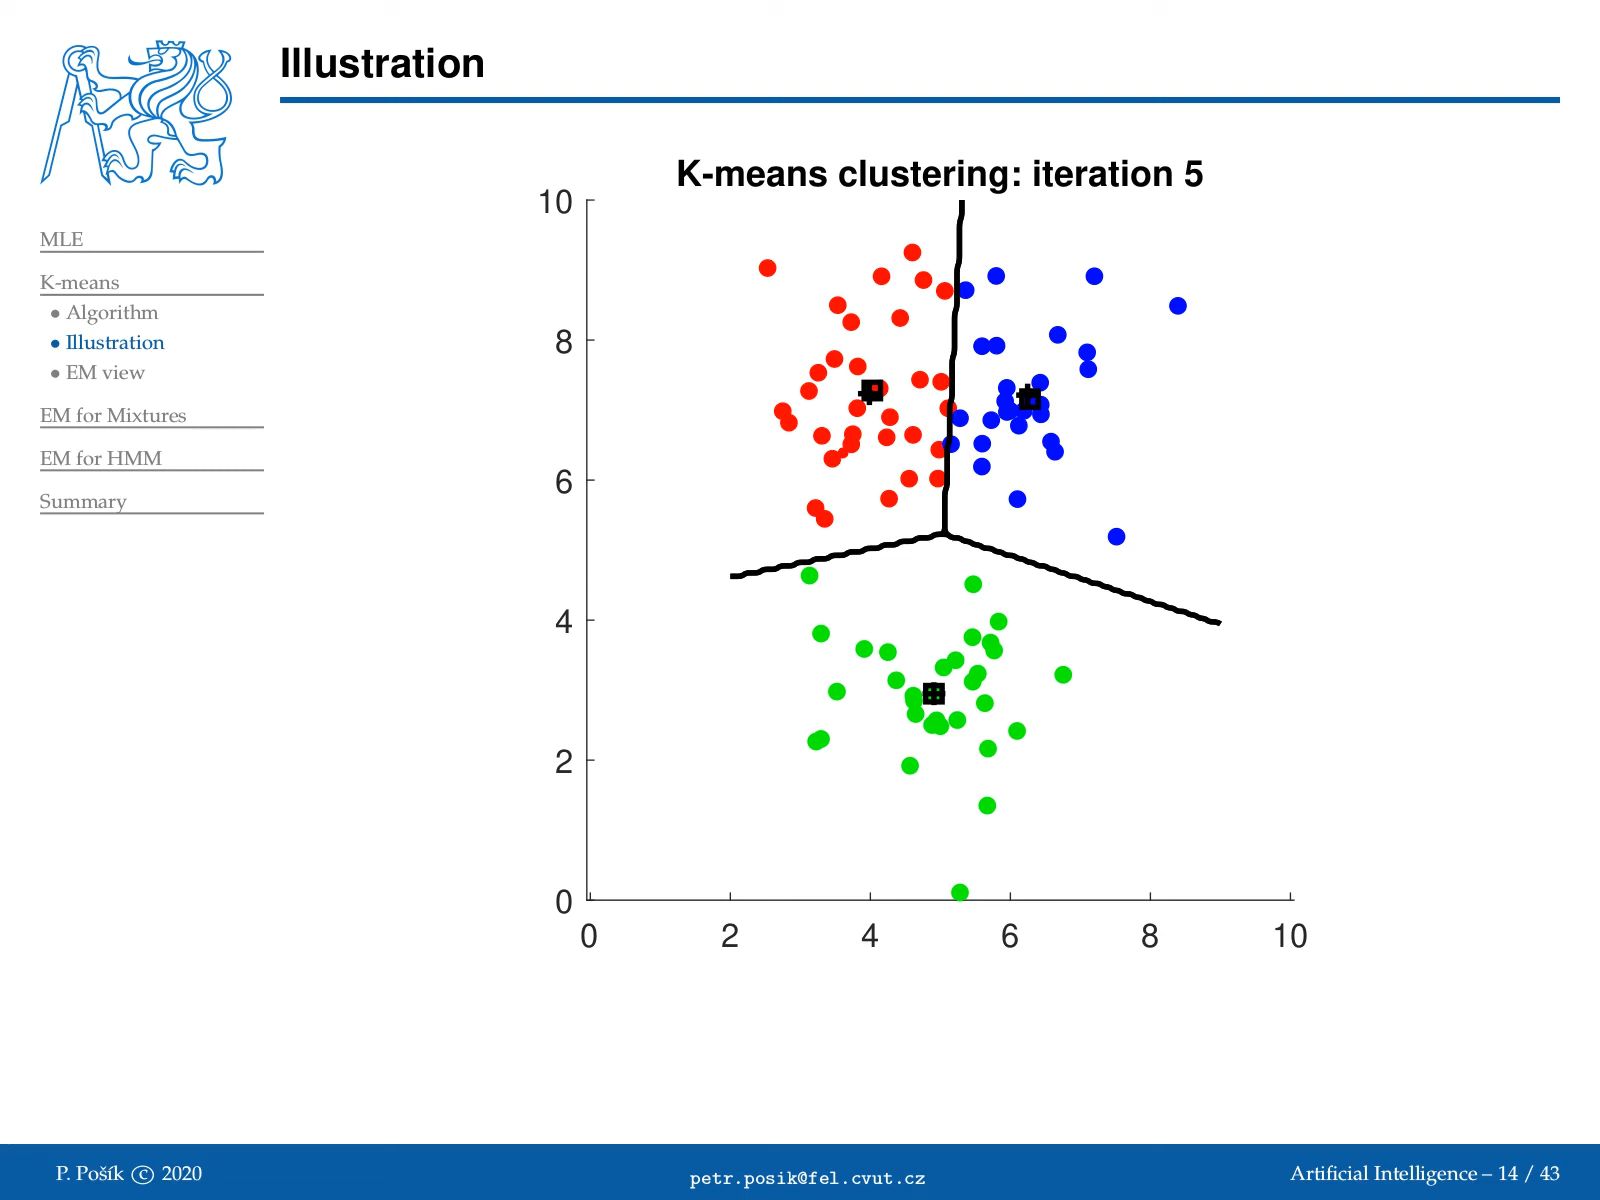 Illustration
MLE
K-means
• Algorithm
• Illustration
• EM view
EM for Mixtures
EM for HMM
Summary
K-means clustering: iteration 5
10
8
6
4
2
0
0 2 4 6 8 10
P. Pošík © 2020
petr.posik@fel.cvut.cz
Artificial Intelligence – 14 / 43